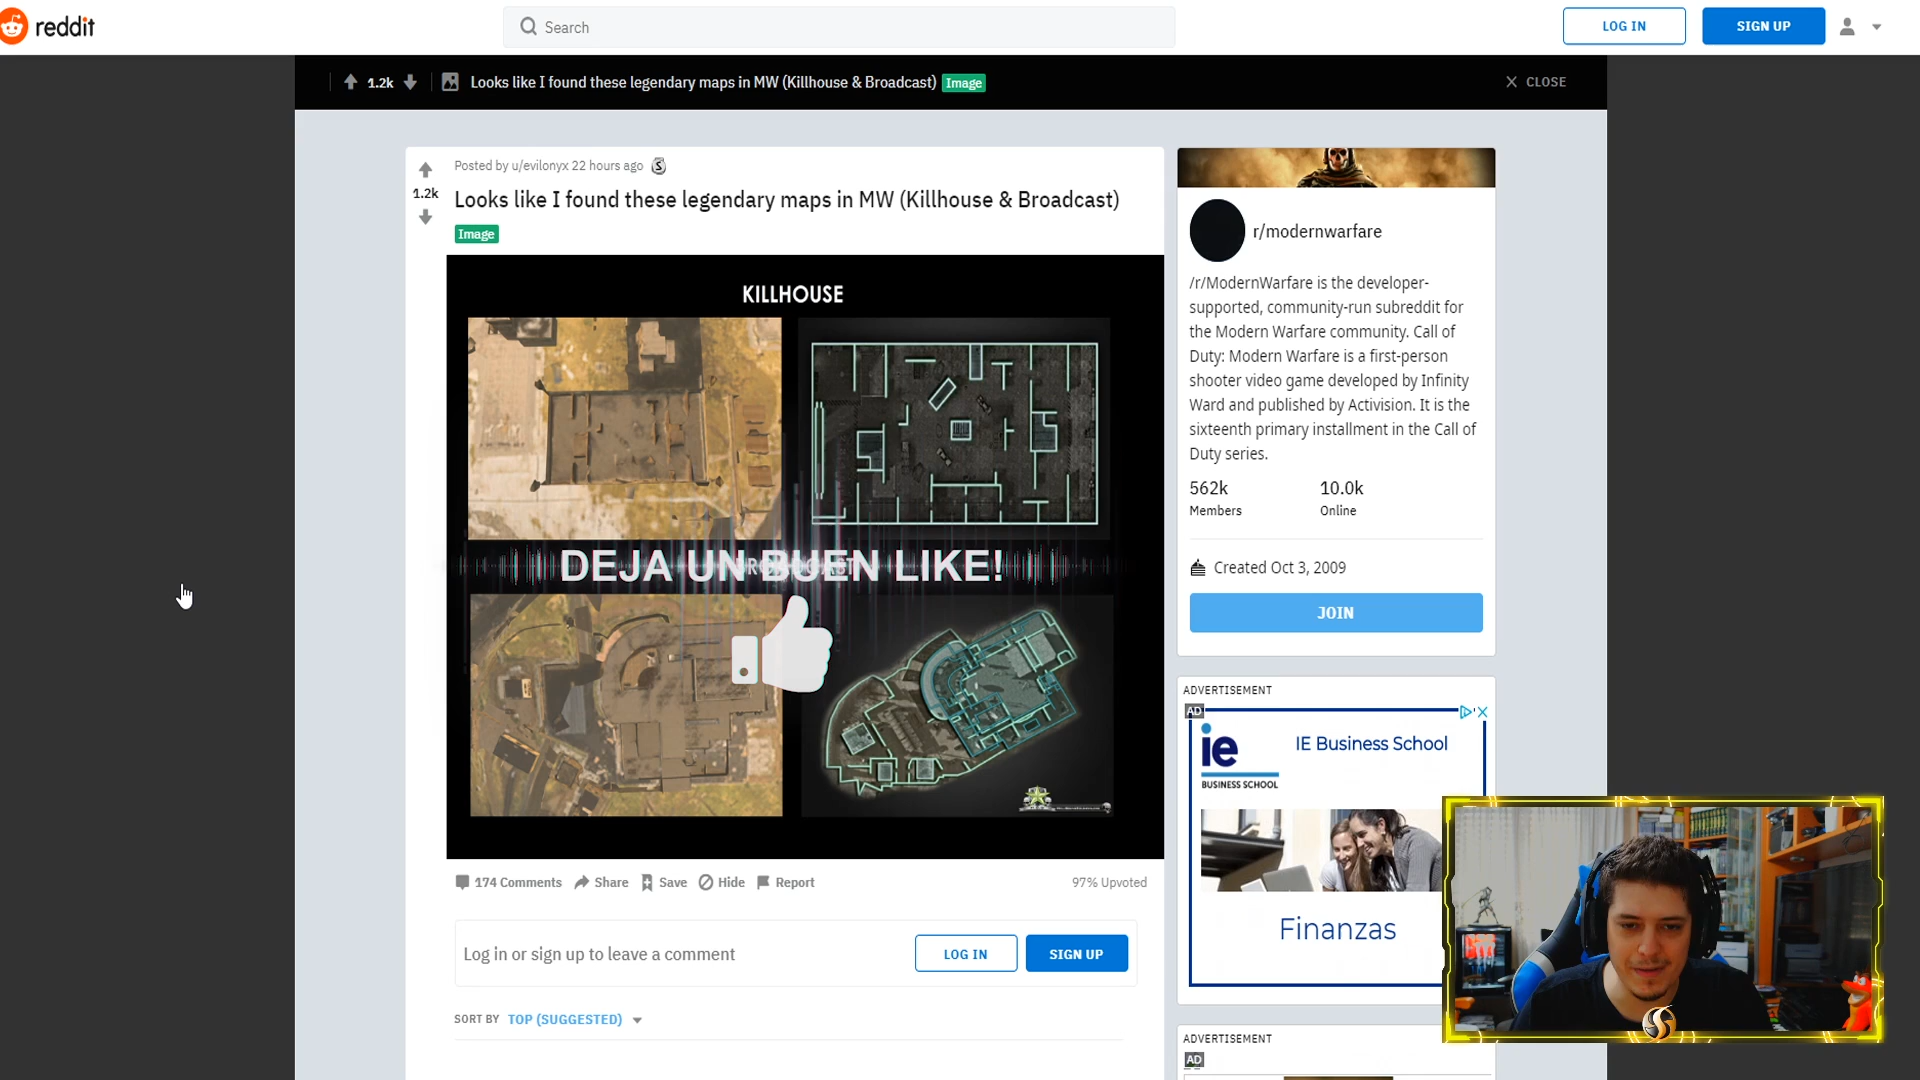 reddit
Search
LOG IN
SIGN UP
1.2k
Looks like I found these legendary maps in MW (Killhouse & Broadcast) Image
CLOSE
Posted by u/evilonyx 22 hours ago
1.2k
Looks like I found these legendary maps in MW (Killhouse & Broadcast)
Image
KILLHOUSE
DEJA UN BUEN LIKE!
174 Comments
Share
Save
Hide
Report
97% Upvoted
Log in or sign up to leave a comment
LOG IN
SIGN UP
SORT BY TOP (SUGGESTED)
r/modernwarfare
/r/ModernWarfare is the developer-
supported, community-run subreddit for
the Modern Warfare community. Call of
Duty: Modern Warfare is a first-person
shooter video game developed by Infinity
Ward and published by Activision. It is the
sixteenth primary installment in the Call of
Duty series.
562k
Members
10.0k
Online
Created Oct 3, 2009
JOIN
ADVERTISEMENT
AD
ie
BUSINESS SCHOOL
IE Business School
Finanzas
ADVERTISEMENT
AD